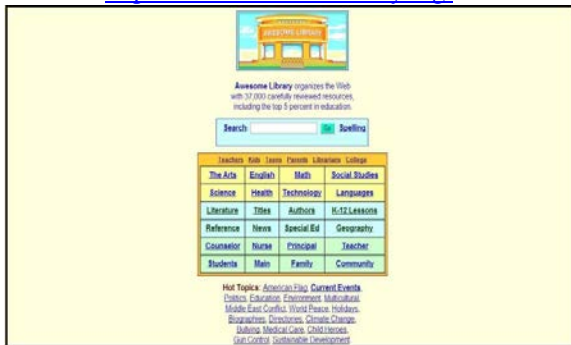 AWESOME LIBRARY
Awesome Library organizes the Web
with 37,000 carefully reviewed resources,
including the top 5 percent in education.
Search Go Spelling
Teachers Kids Teens Parents Librarians College
The Arts English Math Social Studies
Science Health Technology Languages
Literature Titles Authors K-12 Lessons
Reference News Special Ed Geography
Counselor Nurse Principal Teacher
Students Main Family Community
Hot Topics: American Flag, Current Events,
Politics, Education, Environment, Multicultural,
Middle East Conflict, World Peace, Holidays,
Biographies, Directories, Climate Change,
Bullying, Medical Care, Child Heroes,
Gun Control, Sustainable Development